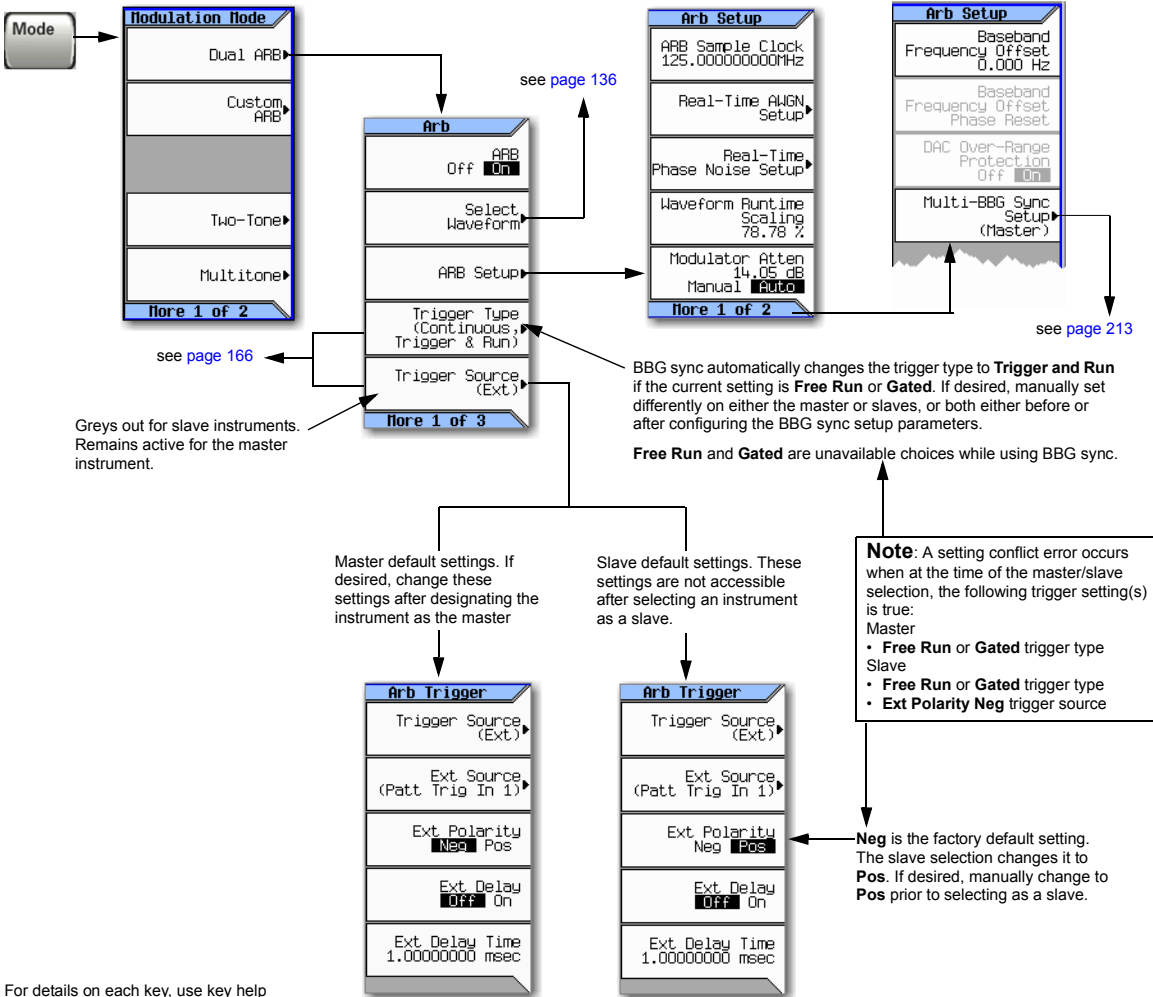 Mode
Modulation Mode
Dual ARB
Custom
ARB
Two-Tone
Multitone
More 1 of 2
see page 136
Arb
ARB
Off On
Select
Waveform
ARB Setup
Trigger Type
(Continuous,
Trigger & Run)
Trigger Source
(Ext)
More 1 of 3
Arb Setup
ARB Sample Clock
125.000000000MHz
Real-Time AWGN
Setup
Real-Time
Phase Noise Setup
Waveform Runtime
Scaling
78.78 %
Modulator Atten
14.05 dB
Manual Auto
More 1 of 2
Arb Setup
Baseband
Frequency Offset
0.000 Hz
Baseband
Frequency Offset
Phase Reset
DAC Over-Range
Protection
Off On
Multi-BBG Sync
Setup
(Master)
see page 213
see page 166
Greys out for slave instruments.
Remains active for the master
instrument.
BBG sync automatically changes the trigger type to Trigger and Run
if the current setting is Free Run or Gated. If desired, manually set
differently on either the master or slaves, or both either before or
after configuring the BBG sync setup parameters.
Free Run and Gated are unavailable choices while using BBG sync.
Master default settings. If
desired, change these
settings after designating the
instrument as the master
Slave default settings. These
settings are not accessible
after selecting an instrument
as a slave.
Note: A setting conflict error occurs
when at the time of the master/slave
selection, the following trigger setting(s)
is true:
Master
• Free Run or Gated trigger type
Slave
• Free Run or Gated trigger type
• Ext Polarity Neg trigger source
Arb Trigger
Trigger Source
(Ext)
Ext Source
(Patt Trig In 1)
Ext Polarity
Neg Pos
Ext Delay
Off On
Ext Delay Time
1.00000000 msec
Arb Trigger
Trigger Source
(Ext)
Ext Source
(Patt Trig In 1)
Ext Polarity
Neg Pos
Ext Delay
Off On
Ext Delay Time
1.00000000 msec
Neg is the factory default setting.
The slave selection changes it to
Pos. If desired, manually change to
Pos prior to selecting as a slave.
For details on each key, use key help